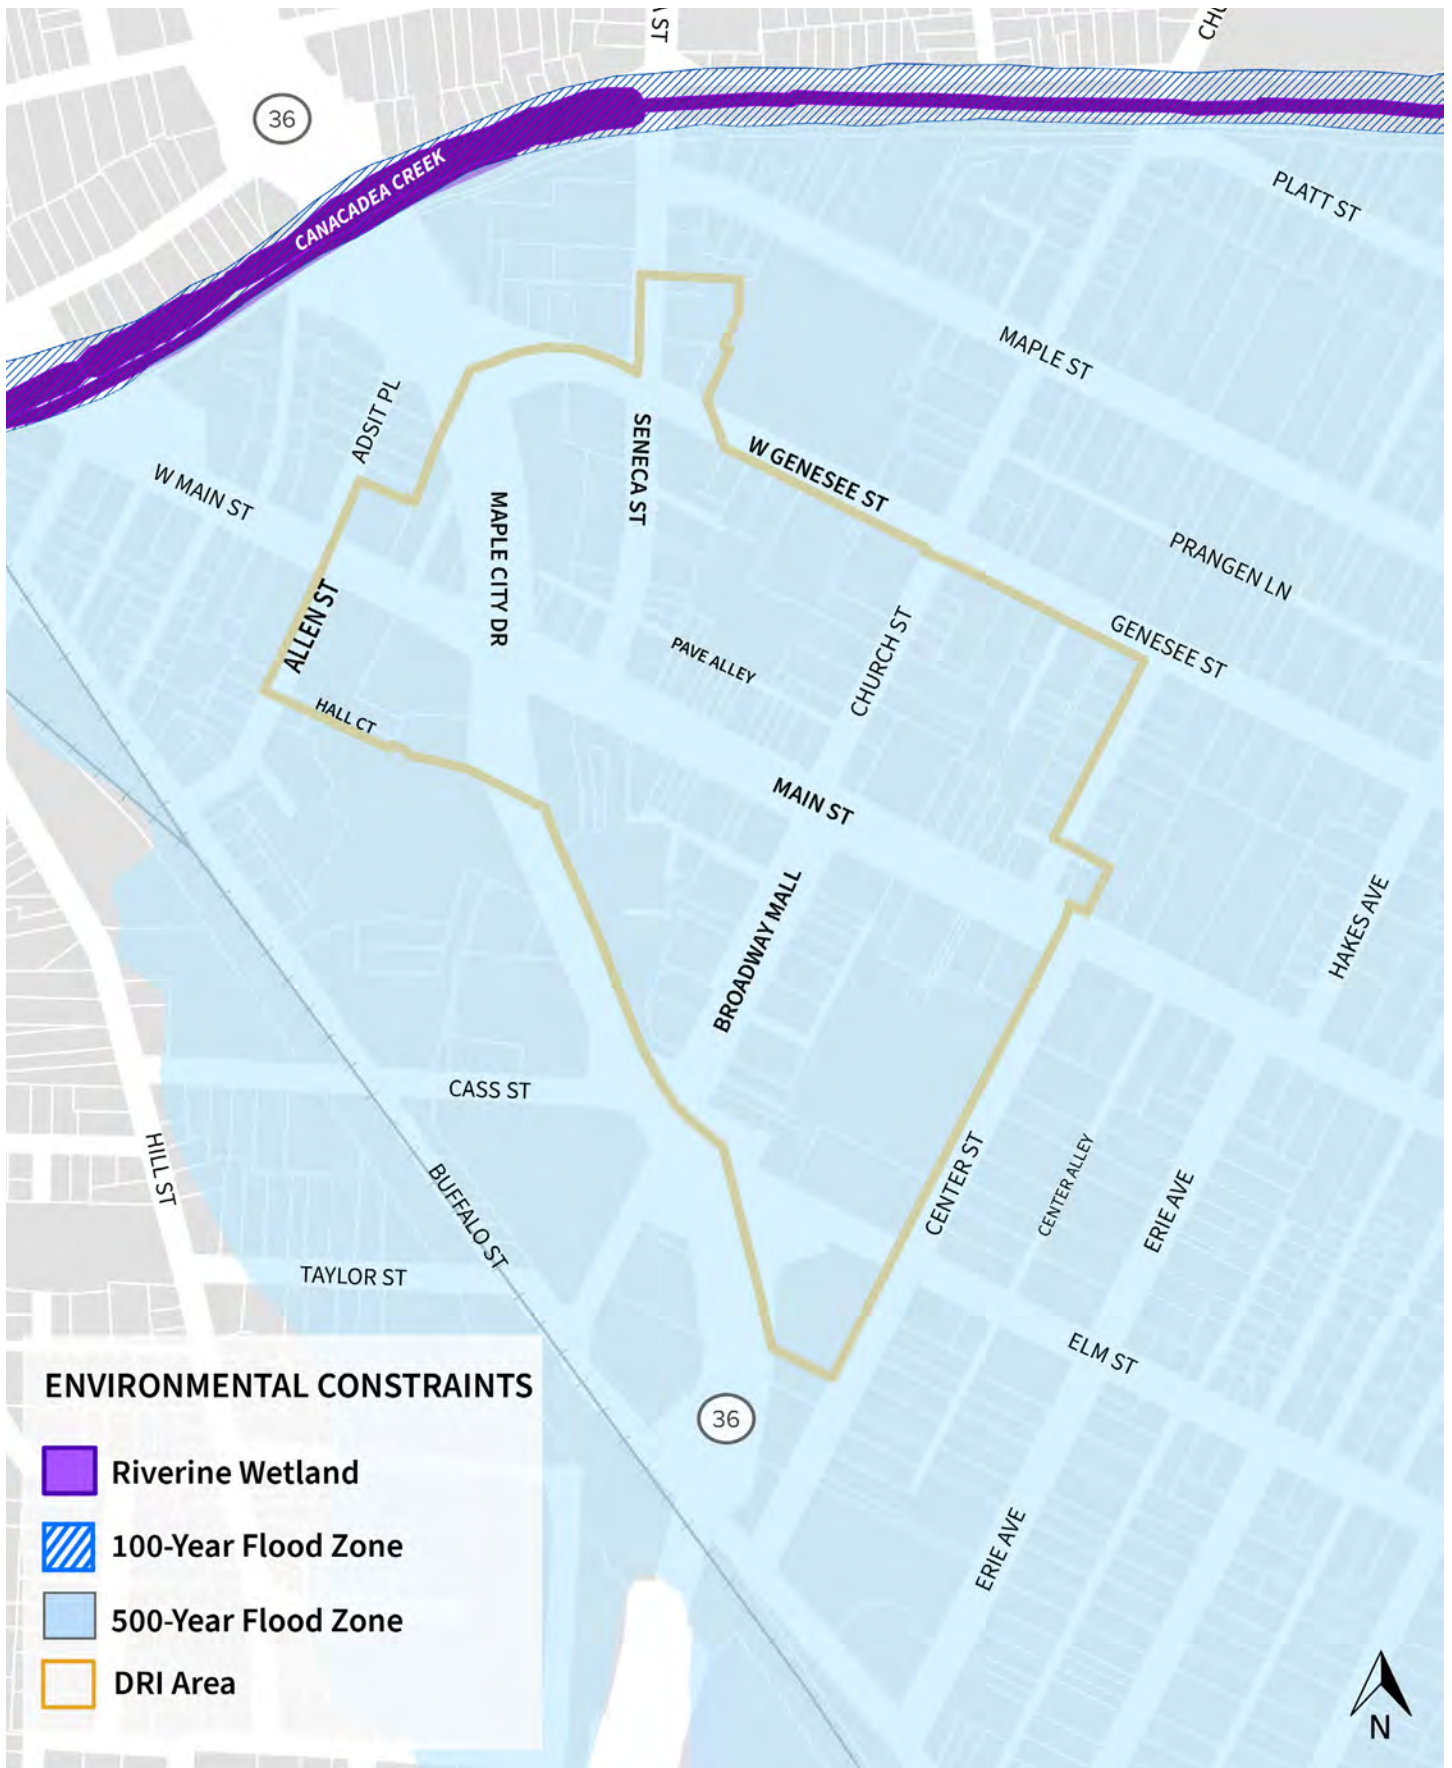 ST
CHU
36
CANACADEA CREEK
PLATT ST
MAPLE ST
ADSIT PL
SENECA ST
W GENESEE ST
W MAIN ST
MAPLE CITY DR
PRANGEN LN
ALLEN ST
GENESEE ST
PAVE ALLEY
CHURCH ST
HALL CT
MAIN ST
BROADWAY MALL
HAKES AVE
CASS ST
HILL ST
BUFFALO ST
CENTER ST
CENTER ALLEY
ERIE AVE
TAYLOR ST
ELM ST
36
ERIE AVE
ENVIRONMENTAL CONSTRAINTS
Riverine Wetland
100-Year Flood Zone
500-Year Flood Zone
DRI Area
N